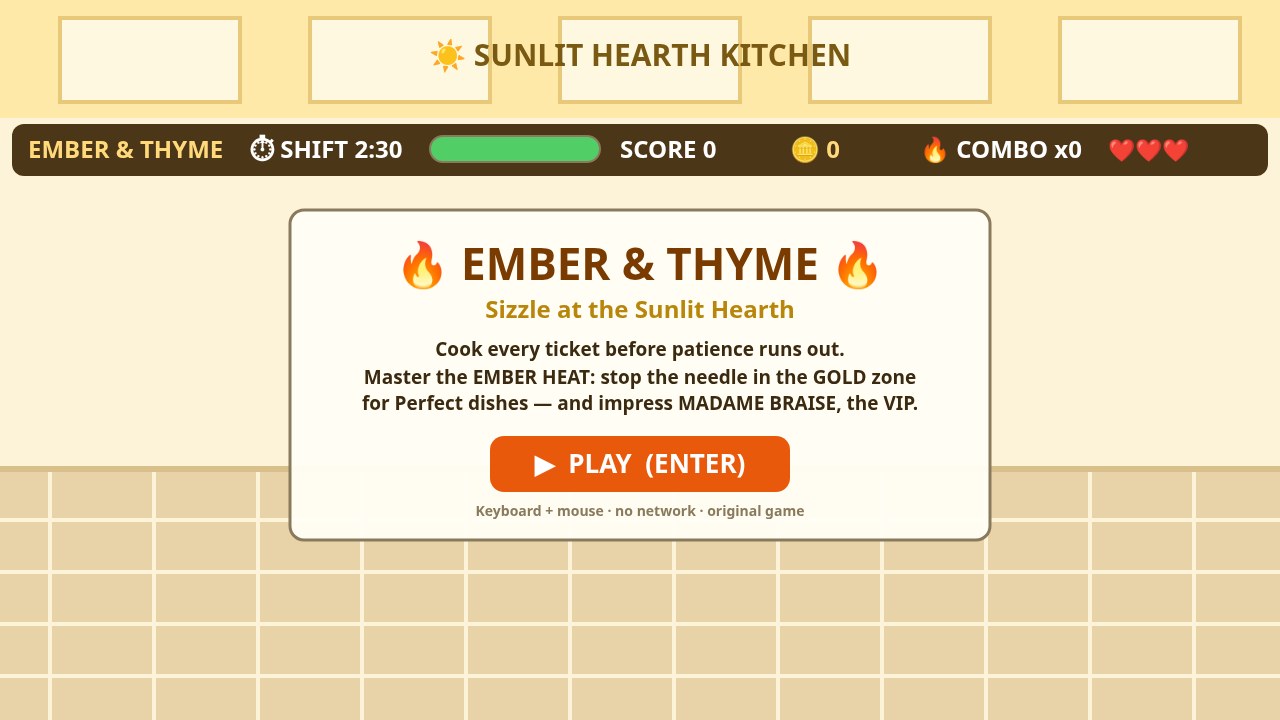 ☀️ SUNLIT HEARTH KITCHEN
EMBER & THYME ⏱ SHIFT 2:30 SCORE 0 🪙 0 🔥 COMBO x0 ❤️❤️❤️
🔥 EMBER & THYME 🔥
Sizzle at the Sunlit Hearth
Cook every ticket before patience runs out.
Master the EMBER HEAT: stop the needle in the GOLD zone
for Perfect dishes — and impress MADAME BRAISE, the VIP.
▶ PLAY (ENTER)
Keyboard + mouse · no network · original game